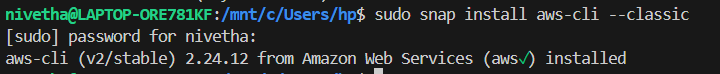 nivetha@LAPTOP-ORE781KF:/mnt/c/Users/hp$ sudo snap install aws-cli --classic
[sudo] password for nivetha:
aws-cli (v2/stable) 2.24.12 from Amazon Web Services (aws✓) installed